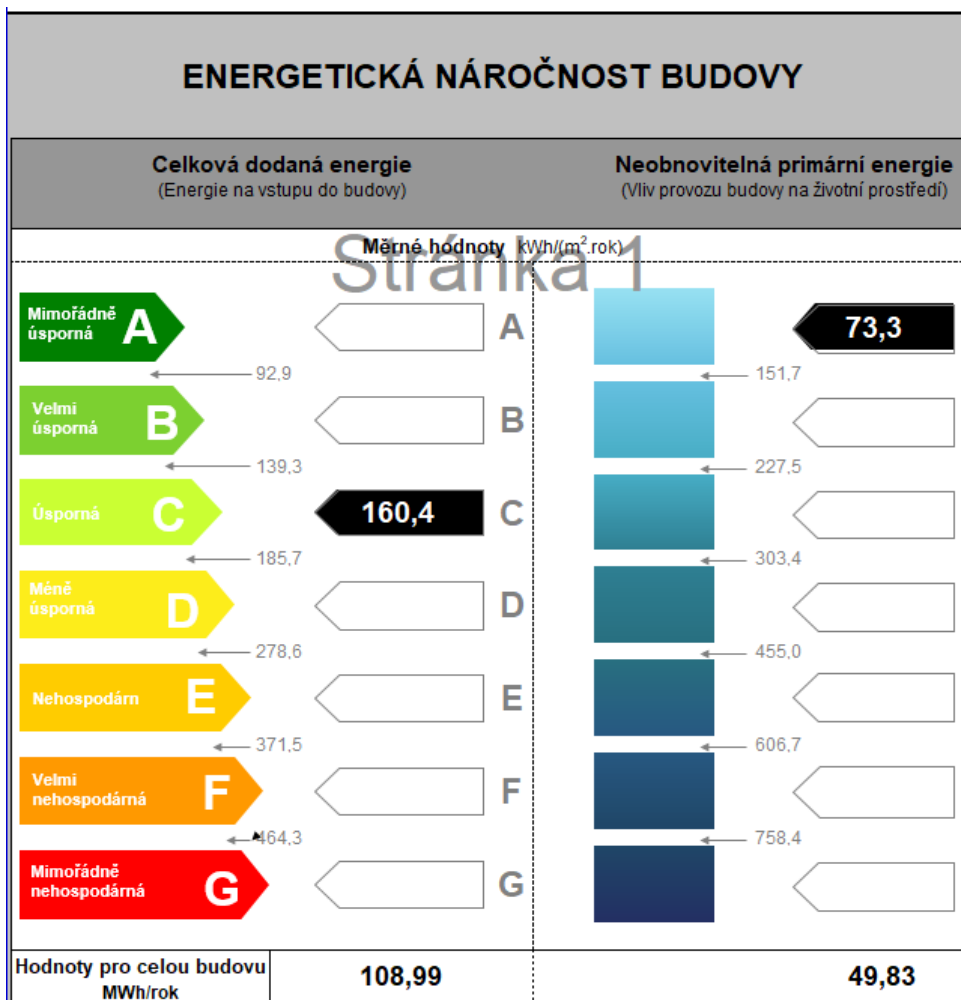 ENERGETICKÁ NÁROČNOST BUDOVY
Celková dodaná energie
(Energie na vstupu do budovy)
Neobnovitelná primární energie
(Vliv provozu budovy na životní prostředí)
Měrné hodnoty kWh/(m².rok)
Stránka 1
Mimořádně
úsporná
A
A
73,3
92,9
151,7
Velmi
úsporná
B
B
139,3
227,5
Úsporná
C
160,4
C
185,7
303,4
Méně
úsporná
D
D
278,6
455,0
Nehospodárn
E
E
371,5
606,7
Velmi
nehospodárná
F
F
464,3
758,4
Mimořádně
nehospodárná
G
G
Hodnoty pro celou budovu
MWh/rok
108,99
49,83